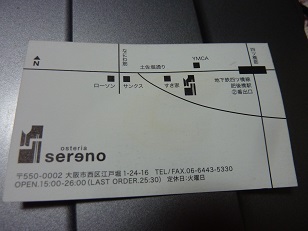 YMCA
なにわ筋
四ツ橋筋
土佐堀通り
ローソン
サンクス
すき家
地下鉄四ツ橋線
肥後橋駅
②番出口
osteria
sereno
〒550-0002 大阪市西区江戸堀1-24-16 TEL/FAX.06-6443-5330
OPEN.15:00-26:00(LAST ORDER.25:30) 定休日:火曜日